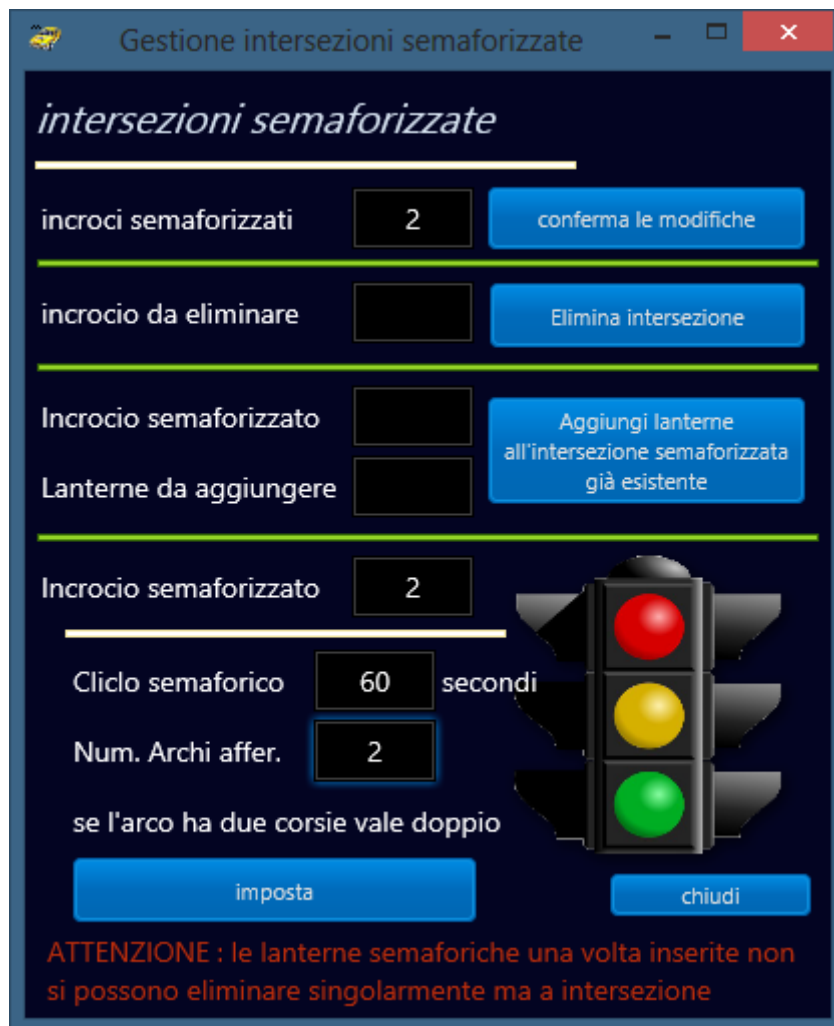 Gestione intersezioni semaforizzate
intersezioni semaforizzate
incroci semaforizzati 2 conferma le modifiche
incrocio da eliminare Elimina intersezione
Incrocio semaforizzato
Lanterne da aggiungere
Aggiungi lanterne
all'intersezione semaforizzata
già esistente
Incrocio semaforizzato 2
Cliclo semaforico 60 secondi
Num. Archi affer. 2
se l'arco ha due corsie vale doppio
imposta chiudi
ATTENZIONE : le lanterne semaforiche una volta inserite non
si possono eliminare singolarmente ma a intersezione